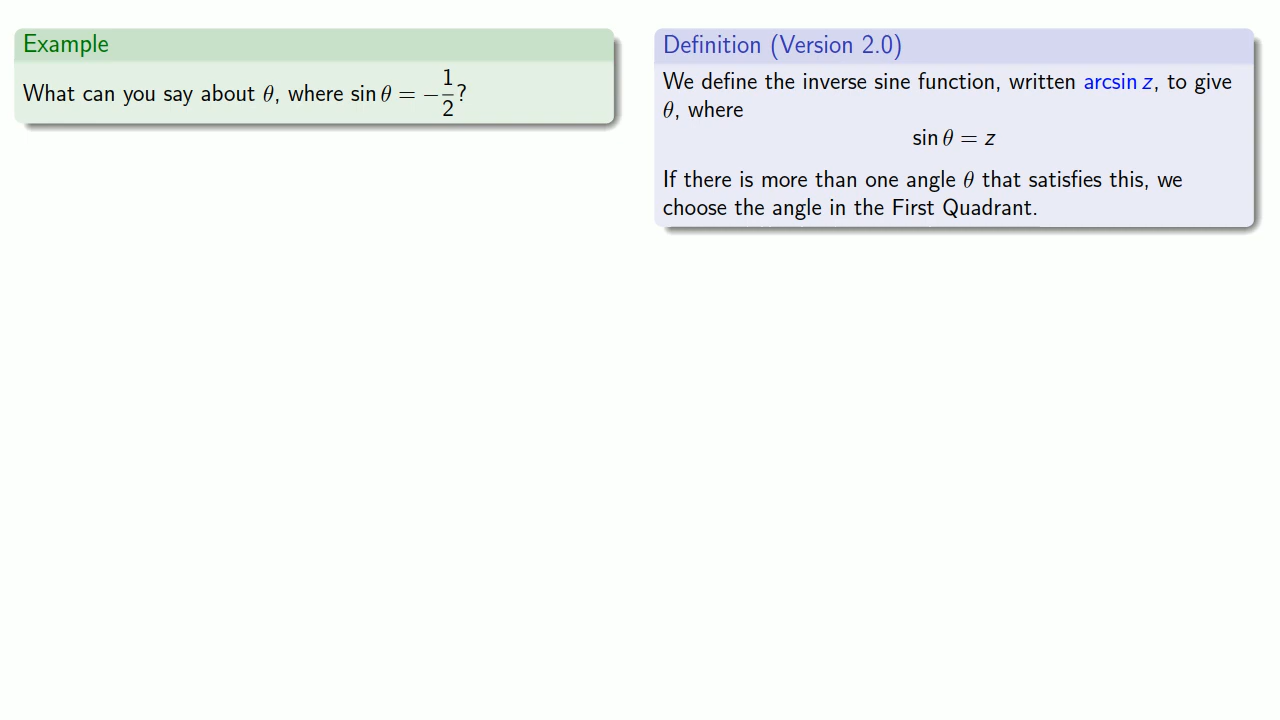 Example
What can you say about θ, where sin θ = −1/2?
Definition (Version 2.0)
We define the inverse sine function, written arcsin z, to give
θ, where
sin θ = z
If there is more than one angle θ that satisfies this, we
choose the angle in the First Quadrant.